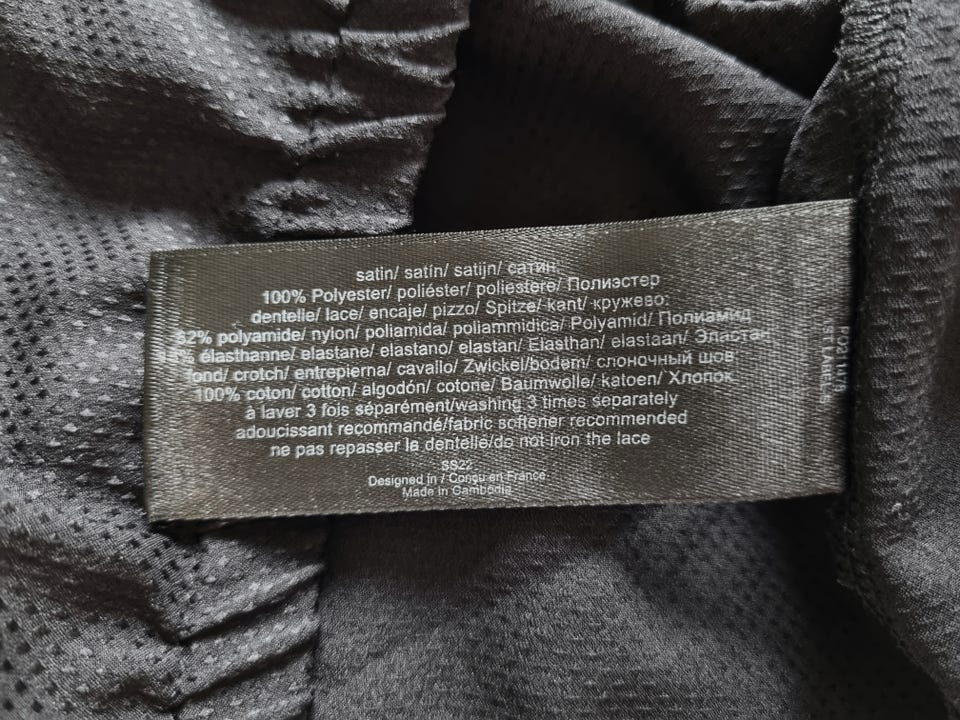 satin/ satín/ satijn/ сатин:
100% Polyester/ poliéster/ poliestere/ Полиэстер
dentelle/ lace/ encaje/ pizzo/ Spitze/ kant/ кружево:
82% polyamide/ nylon/ poliamida/ poliammidica/ Polyamid/ Полиамид
élasthanne/ elastane/ elastano/ elastan/ Elasthan/ elastaan/ Эластан
fond/ crotch/ entrepierna/ cavallo/ Zwickel/bodem/ слоночный шов
100% coton/ cotton/ algodón/ cotone/ Baumwolle/ katoen/ Хлопок
à laver 3 fois séparément/washing 3 times separately
adoucissant recommandé/fabric softener recommended
ne pas repasser la dentelle/do not iron the lace
SS22
Designed in / Conçu en France
Made in Cambodia